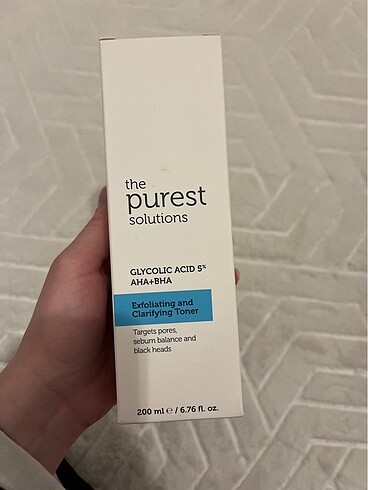 the
purest
solutions
GLYCOLIC ACID 5%
AHA+BHA
Exfoliating and
Clarifying Toner
Targets pores,
sebum balance and
black heads
200 ml ℮ / 6.76 fl. oz.